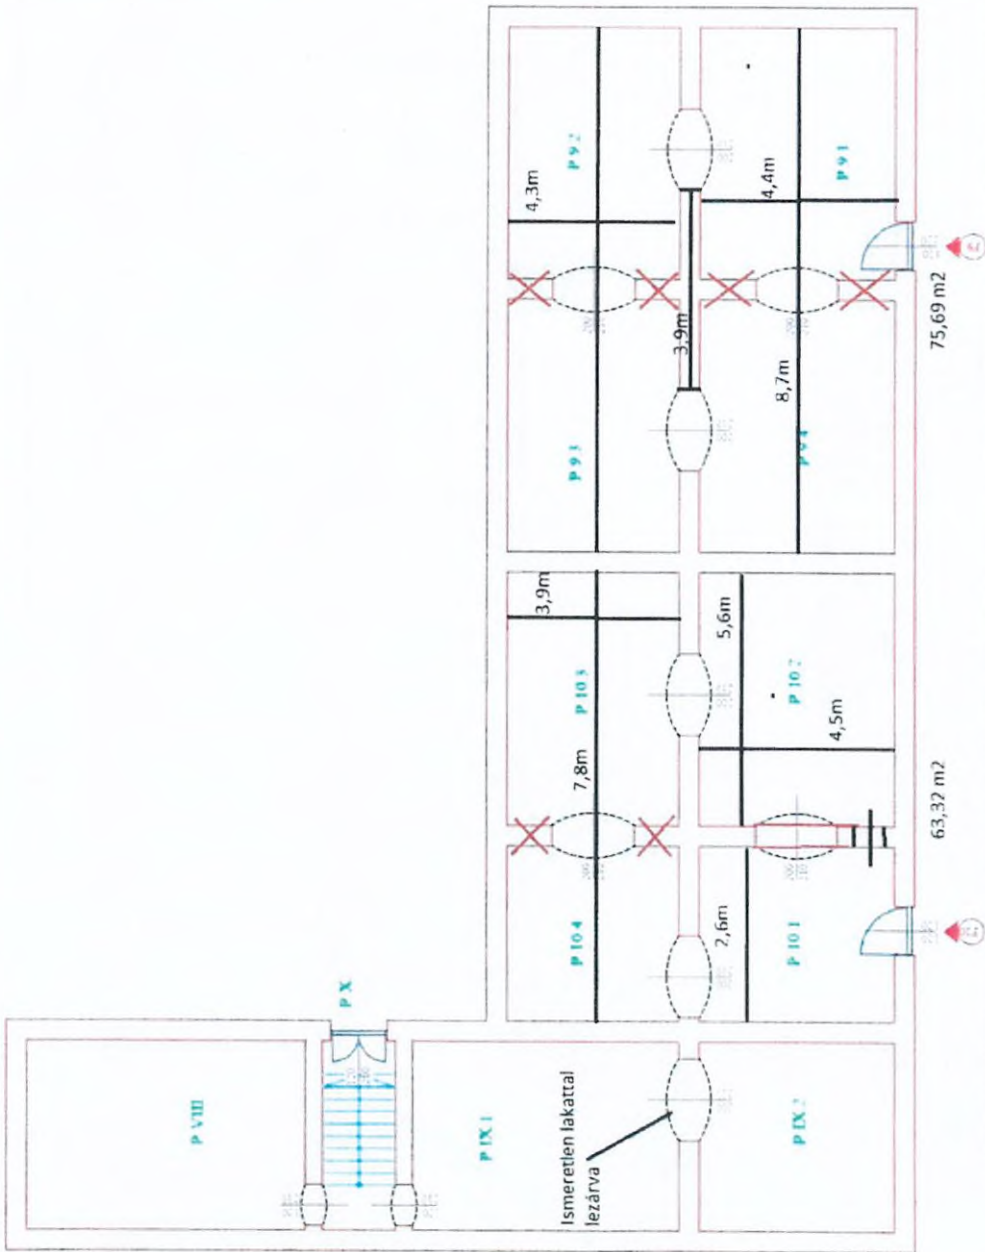 P 9 2
4,3m
P 9 1
4,4m
3,9m
8,7m
P 9 3
P 9 4
75,69 m2
3,9m
P 10 3
7,8m
5,6m
P 10 2
4,5m
63,32 m2
P 10 4
2,6m
P 10 1
P X
P VIII
P IX 1
P IX 2
Ismeretlen lakattal
lezárva